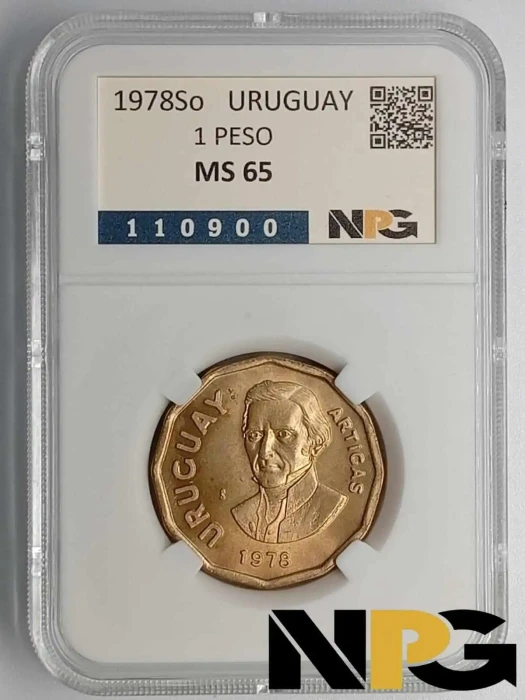 1978So URUGUAY
1 PESO
MS 65
110900
NPG
URUGUAY
ARTIGAS
1978
NPG